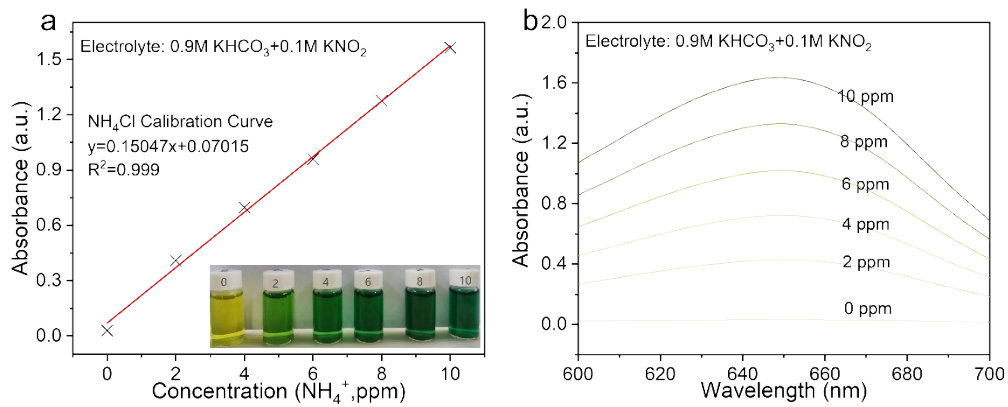 a
Electrolyte: 0.9M KHCO₃+0.1M KNO₂
NH₄Cl Calibration Curve
y=0.15047x+0.07015
R²=0.999
Absorbance (a.u.)
1.5
1.2
0.9
0.6
0.3
0.0
0 2 4 6 8 10
0 2 4 6 8 10
Concentration (NH₄⁺,ppm)
b
Electrolyte: 0.9M KHCO₃+0.1M KNO₂
Absorbance (a.u.)
2.0
1.6
1.2
0.8
0.4
0.0
10 ppm
8 ppm
6 ppm
4 ppm
2 ppm
0 ppm
600 620 640 660 680 700
Wavelength (nm)